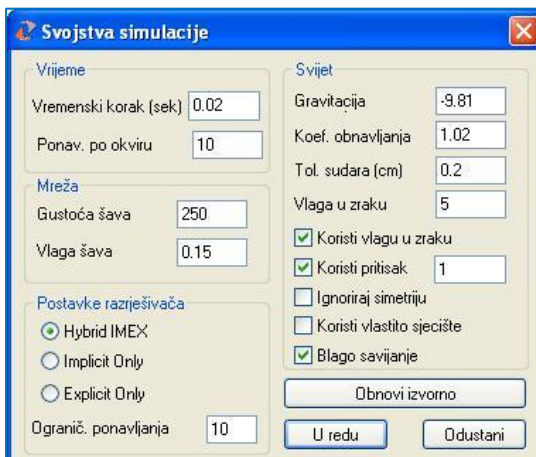 Svojstva simulacije
Vrijeme
Vremenski korak (sek) 0.02
Ponav. po okviru 10
Mreža
Gustoća šava 250
Vlaga šava 0.15
Postavke razrješivača
Hybrid IMEX
Implicit Only
Explicit Only
Ogranič. ponavljanja 10
Svijet
Gravitacija -9.81
Koef. obnavljanja 1.02
Tol. sudara (cm) 0.2
Vlaga u zraku 5
Koristi vlagu u zraku
Koristi pritisak 1
Ignoriraj simetriju
Koristi vlastito sjecište
Blago savijanje
Obnovi izvorno
U redu Odustani